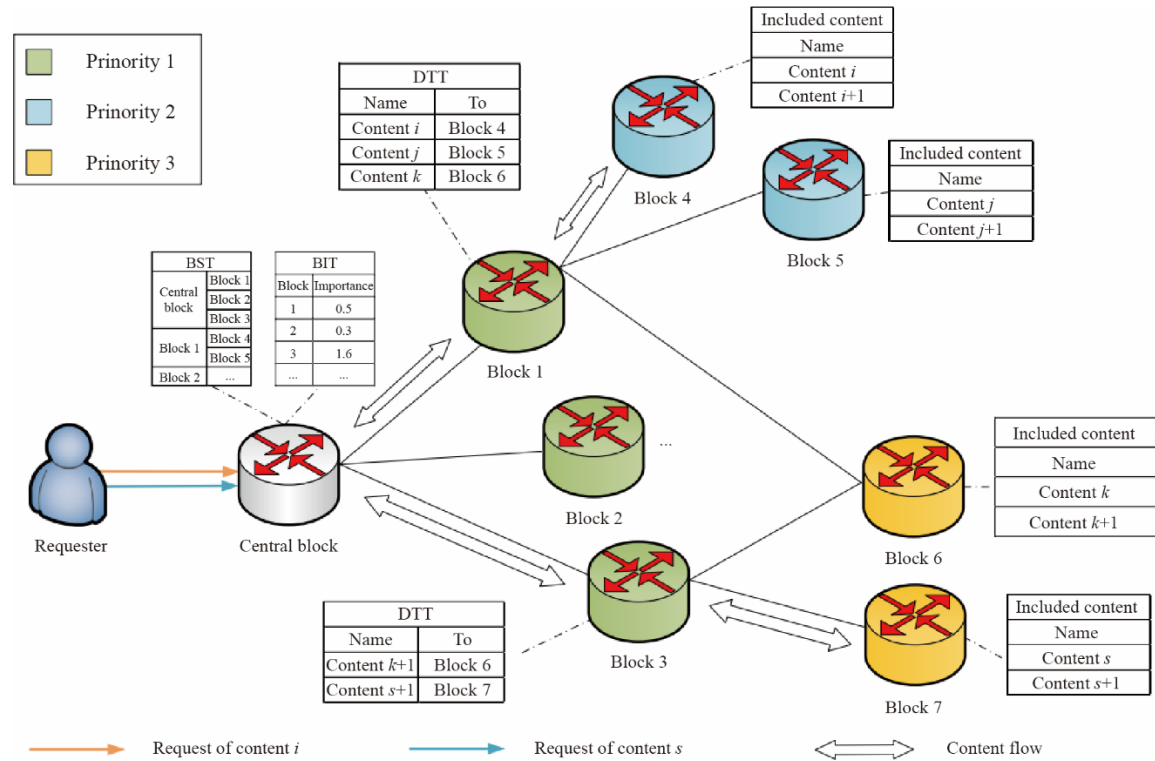 Prinority 1
Prinority 2
Prinority 3
DTT
Name To
Content i Block 4
Content j Block 5
Content k Block 6
Included content
Name
Content i
Content i+1
Block 4
Included content
Name
Content j
Content j+1
Block 5
BST
Central block Block 1
Block 2
Block 3
Block 1 Block 4
Block 5
Block 2 ...
BIT
Block Importance
1 0.5
2 0.3
3 1.6
... ...
Block 1
...
Block 2
Requester
Central block
Included content
Name
Content k
Content k+1
Block 6
DTT
Name To
Content k+1 Block 6
Content s+1 Block 7
Block 3
Included content
Name
Content s
Content s+1
Block 7
Request of content i
Request of content s
Content flow